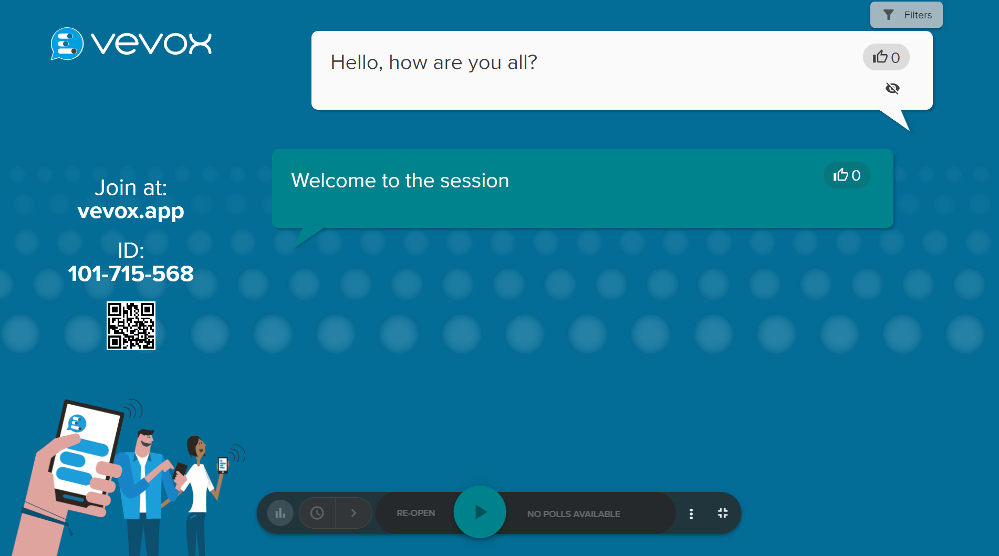 vevox
Filters
Hello, how are you all?
0
Welcome to the session
0
Join at:
vevox.app
ID:
101-715-568
RE-OPEN
NO POLLS AVAILABLE